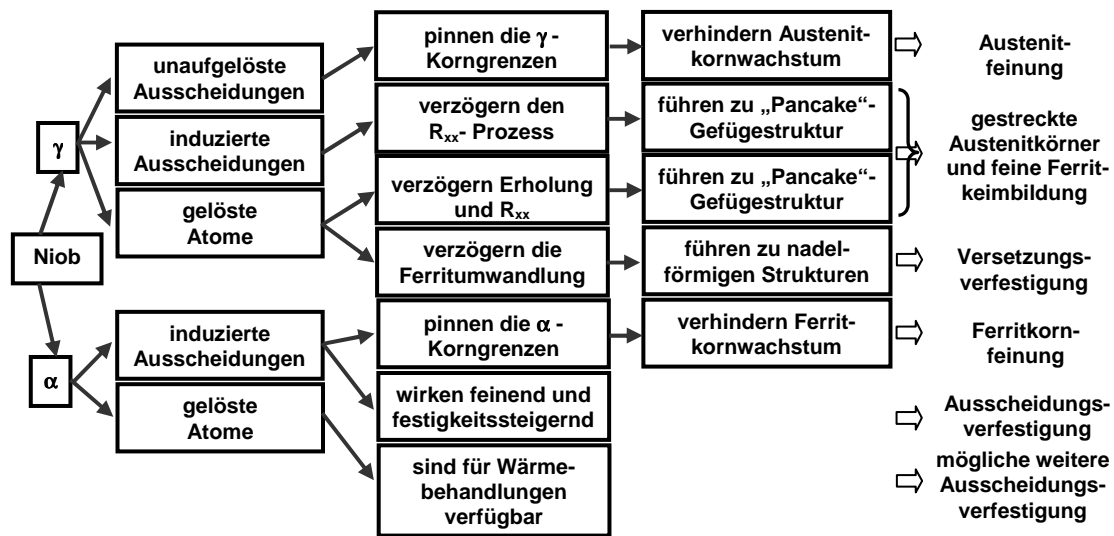 Niob
γ
α
unaufgelöste
Ausscheidungen
induzierte
Ausscheidungen
gelöste
Atome
induzierte
Ausscheidungen
gelöste
Atome
pinnen die γ -
Korngrenzen
verzögern den
Rxx- Prozess
verzögern Erholung
und Rxx
verzögern die
Ferritumwandlung
pinnen die α -
Korngrenzen
wirken feinend und
festigkeitssteigernd
sind für Wärme-
behandlungen
verfügbar
verhindern Austenit-
kornwachstum
führen zu „Pancake“-
Gefügestruktur
führen zu „Pancake“-
Gefügestruktur
führen zu nadel-
förmigen Strukturen
verhindern Ferrit-
kornwachstum
Austenit-
feinung
gestreckte
Austenitkörner
und feine Ferrit-
keimbildung
Versetzungs-
verfestigung
Ferritkorn-
feinung
Ausscheidungs-
verfestigung
mögliche weitere
Ausscheidungs-
verfestigung